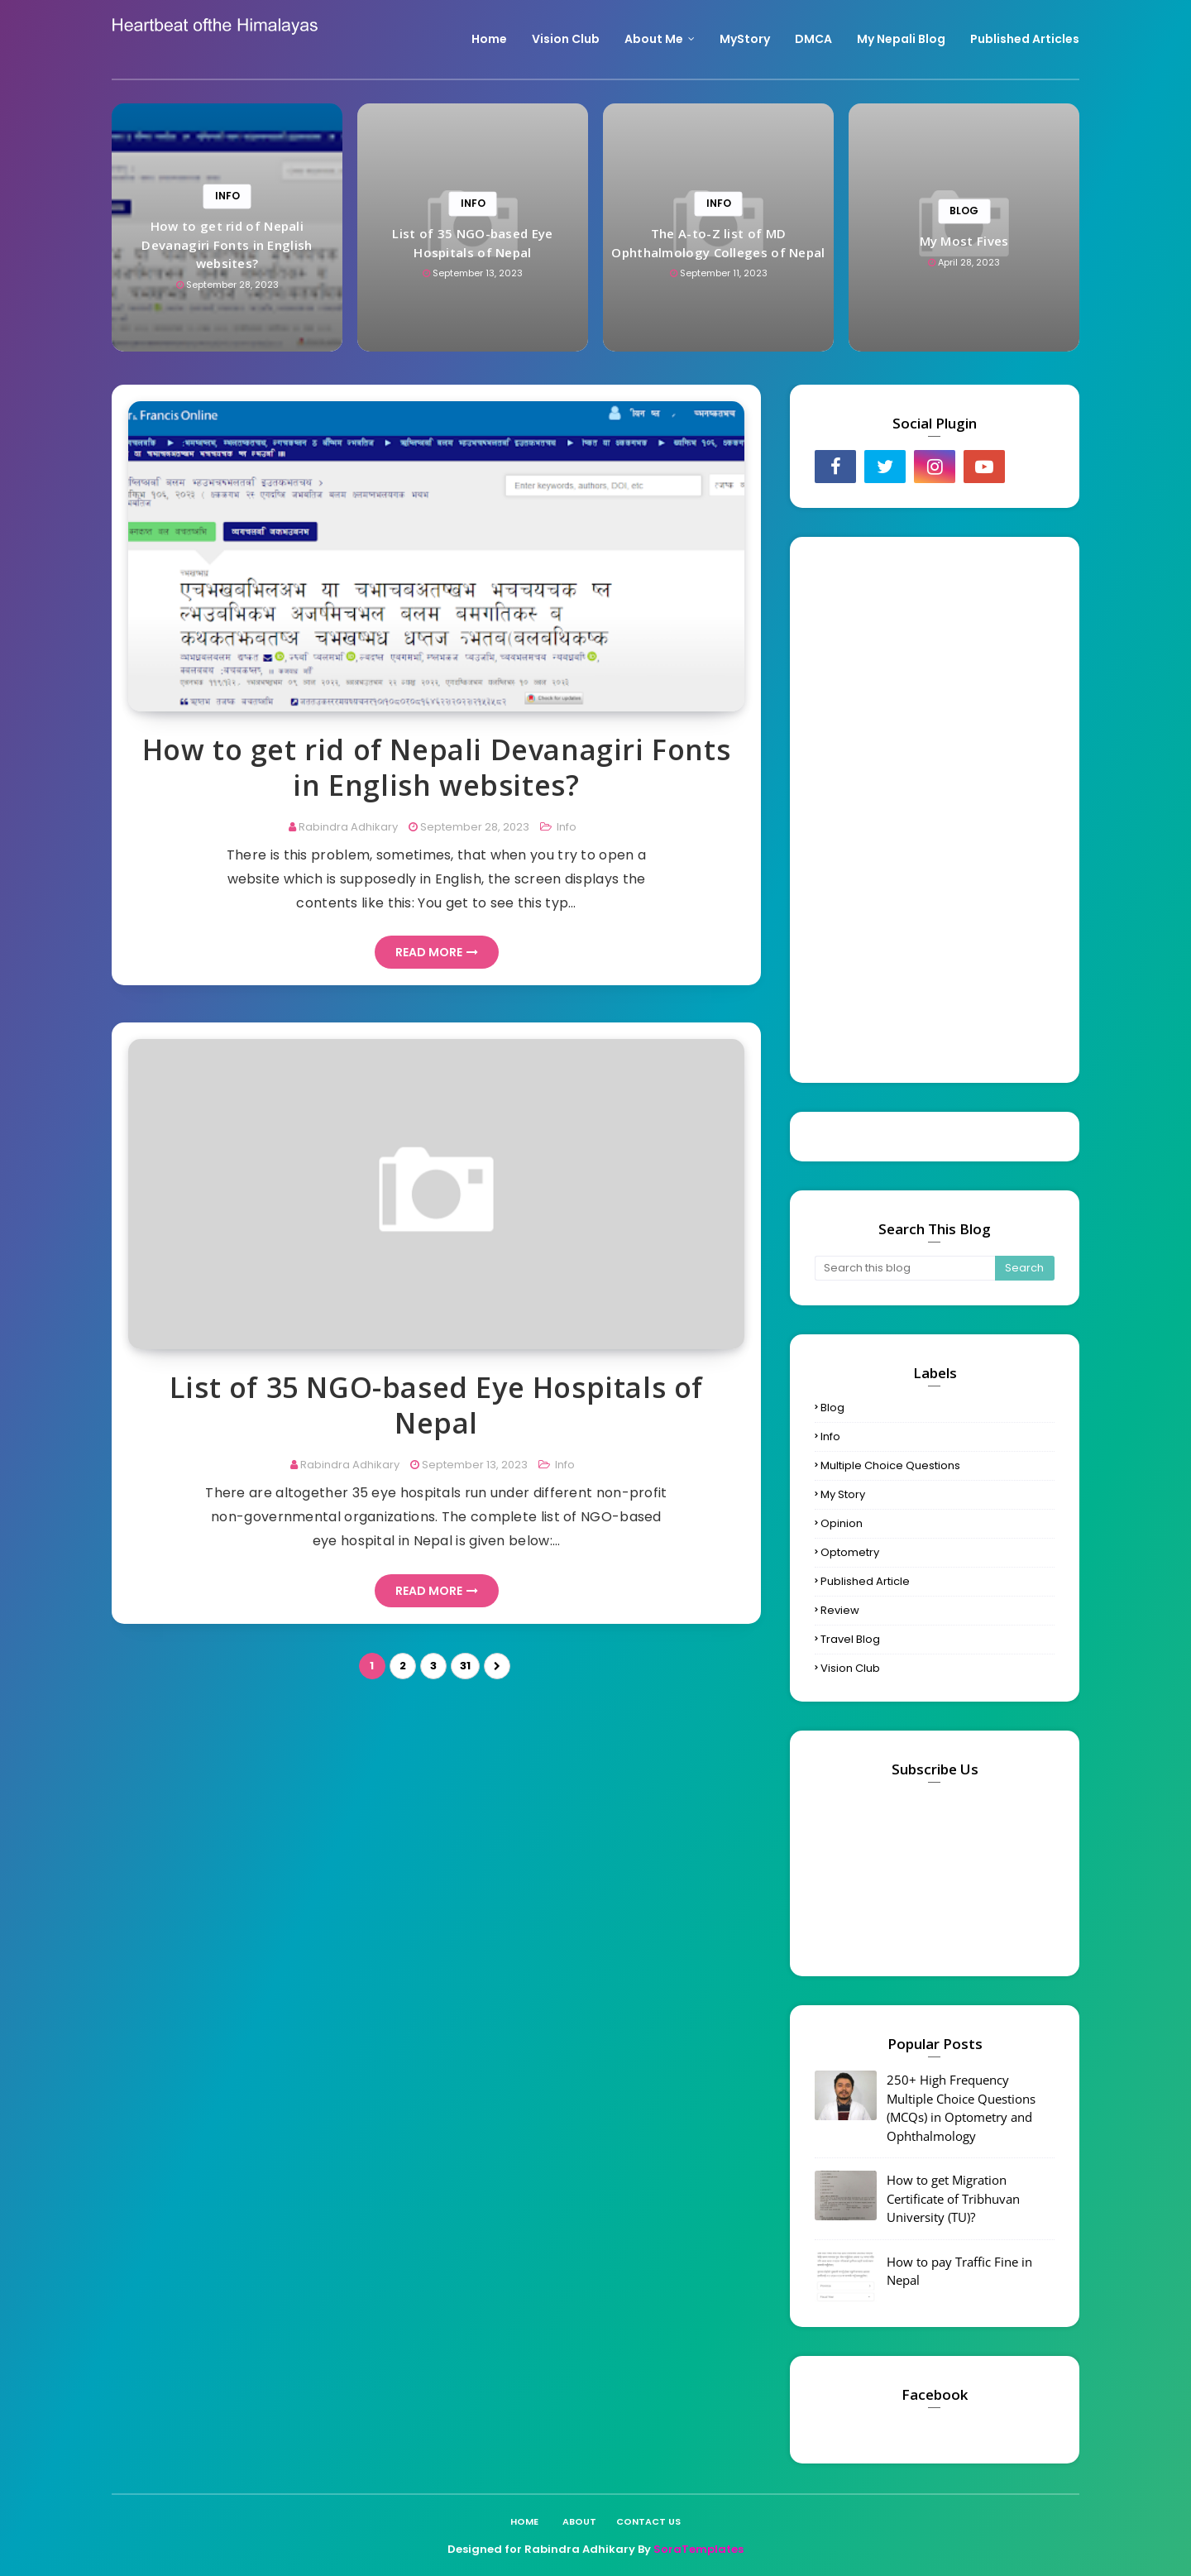 Heartbeat ofthe Himalayas
Home Vision Club About Me MyStory DMCA My Nepali Blog Published Articles
INFO
How to get rid of Nepali
Devanagiri Fonts in English
websites?
September 28, 2023
INFO
List of 35 NGO-based Eye
Hospitals of Nepal
September 13, 2023
INFO
The A-to-Z list of MD
Ophthalmology Colleges of Nepal
September 11, 2023
BLOG
My Most Fives
April 28, 2023
Francis Online
Enter keywords, authors, DOI, etc
Check for updates
How to get rid of Nepali Devanagiri Fonts
in English websites?
Rabindra Adhikary September 28, 2023 Info
There is this problem, sometimes, that when you try to open a
website which is supposedly in English, the screen displays the
contents like this: You get to see this typ...
READ MORE
List of 35 NGO-based Eye Hospitals of
Nepal
Rabindra Adhikary September 13, 2023 Info
There are altogether 35 eye hospitals run under different non-profit
non-governmental organizations. The complete list of NGO-based
eye hospital in Nepal is given below:...
READ MORE
1 2 3 31
Social Plugin
Search This Blog
Search this blog Search
Labels
Blog
Info
Multiple Choice Questions
My Story
Opinion
Optometry
Published Article
Review
Travel Blog
Vision Club
Subscribe Us
Popular Posts
250+ High Frequency
Multiple Choice Questions
(MCQs) in Optometry and
Ophthalmology
How to get Migration
Certificate of Tribhuvan
University (TU)?
How to pay Traffic Fine in
Nepal
Facebook
HOME ABOUT CONTACT US
Designed for Rabindra Adhikary By SoraTemplates